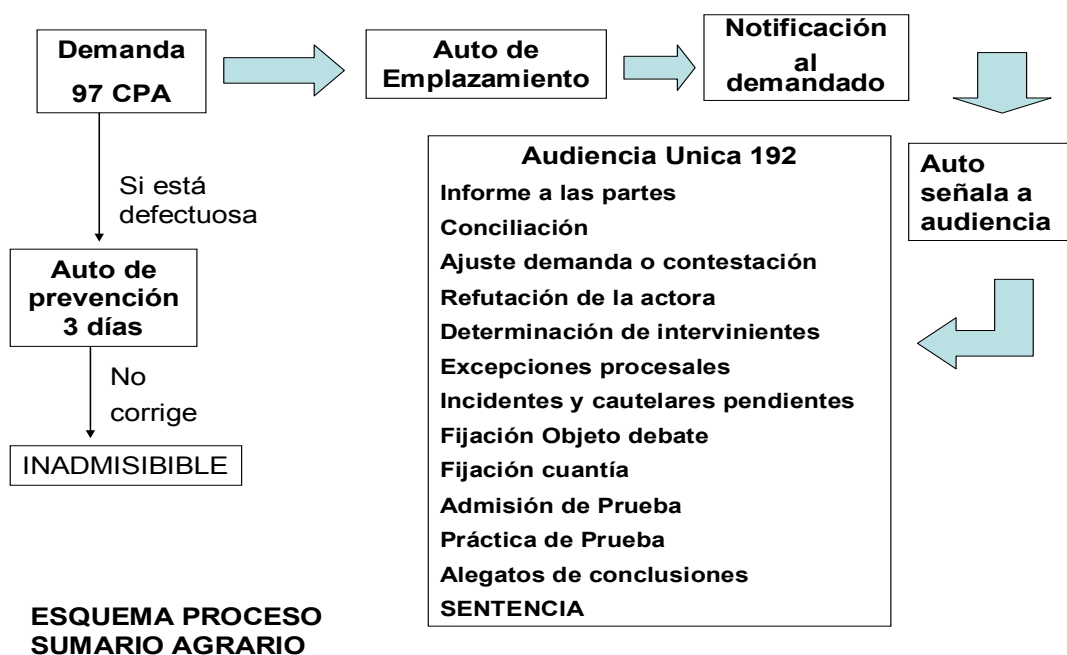 Demanda
97 CPA
Auto de
Emplazamiento
Notificación
al
demandado
Auto
señala a
audiencia
Si está
defectuosa
Auto de
prevención
3 días
No
corrige
INADMISIBIBLE
Audiencia Unica 192
Informe a las partes
Conciliación
Ajuste demanda o contestación
Refutación de la actora
Determinación de intervinientes
Excepciones procesales
Incidentes y cautelares pendientes
Fijación Objeto debate
Fijación cuantía
Admisión de Prueba
Práctica de Prueba
Alegatos de conclusiones
SENTENCIA
ESQUEMA PROCESO
SUMARIO AGRARIO